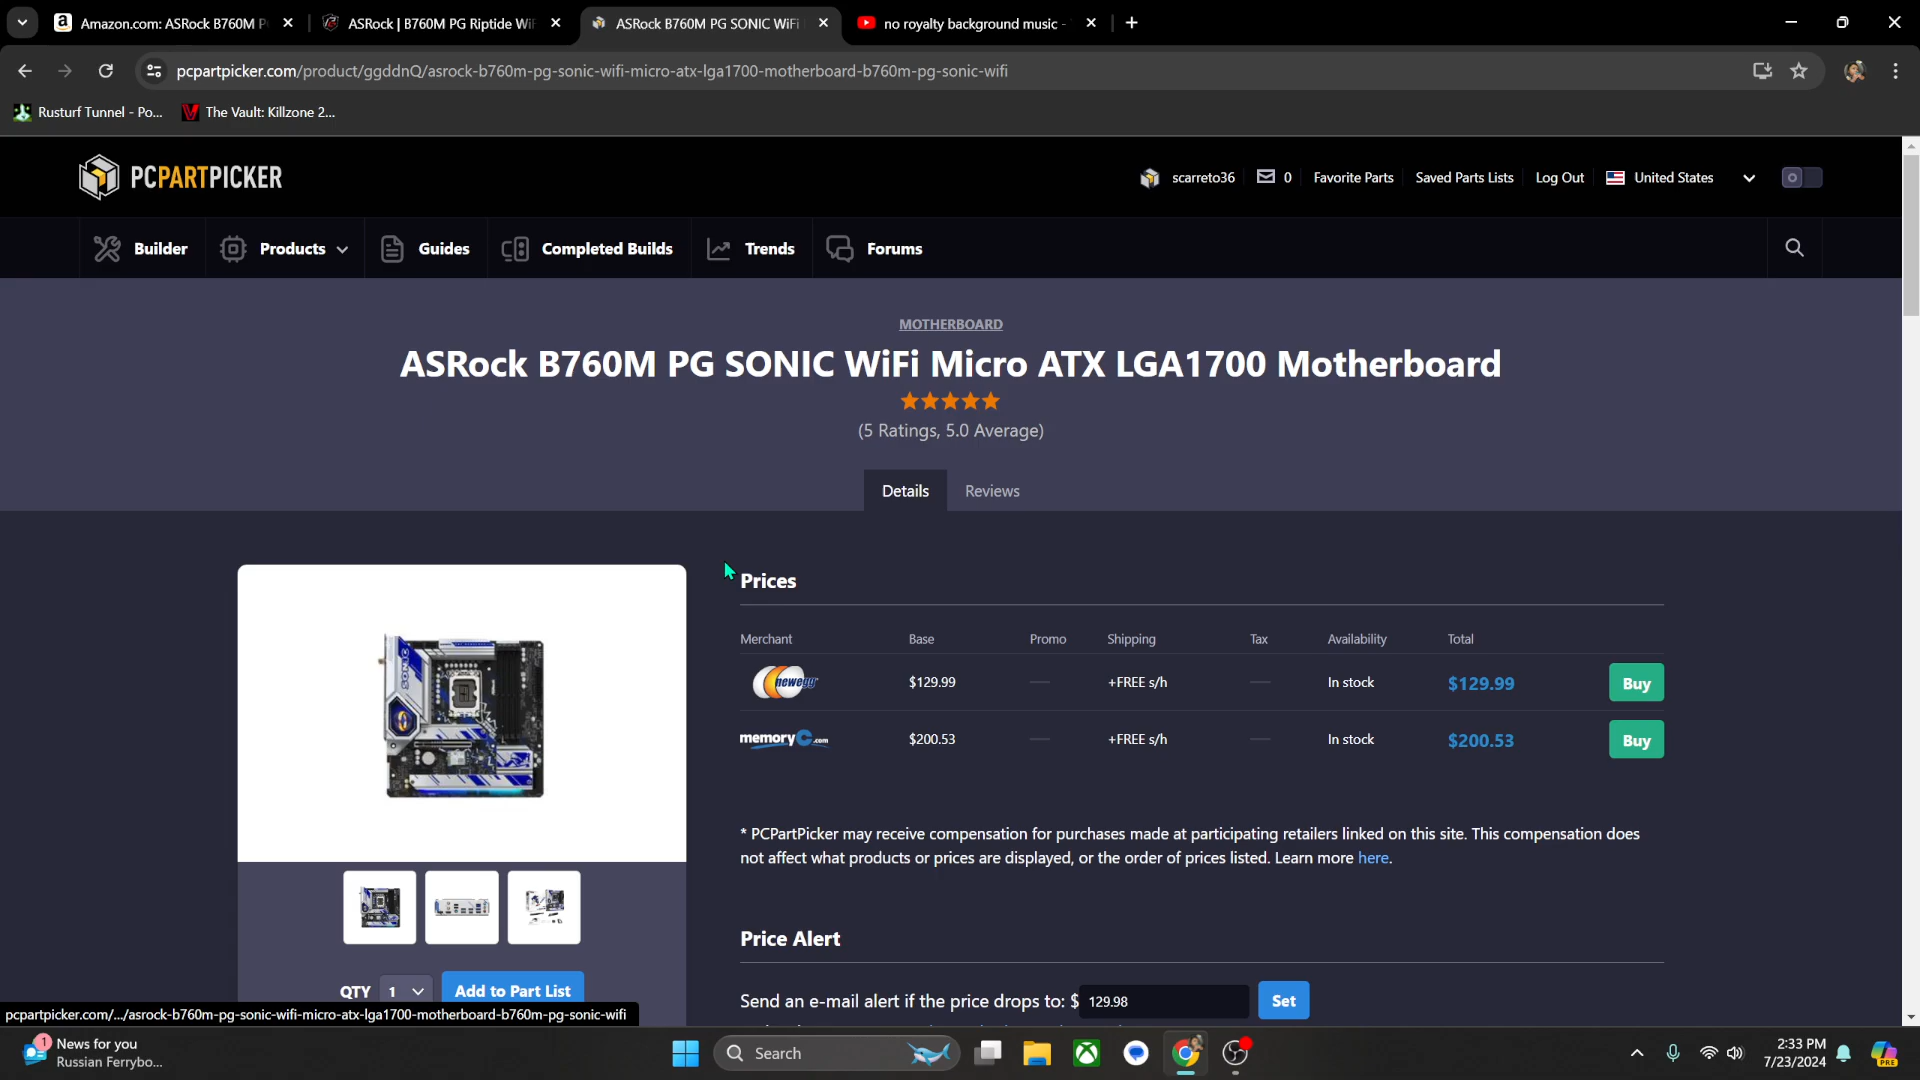 Amazon.com: ASRock B760M P
ASRock | B760M PG Riptide WiF
ASRock B760M PG SONIC WiFi
no royalty background music -
pcpartpicker.com/product/ggddnQ/asrock-b760m-pg-sonic-wifi-micro-atx-lga1700-motherboard-b760m-pg-sonic-wifi
Rusturf Tunnel - Po...
The Vault: Killzone 2...
PCPARTPICKER
scarreto36
0
Favorite Parts
Saved Parts Lists
Log Out
United States
Builder
Products
Guides
Completed Builds
Trends
Forums
MOTHERBOARD
ASRock B760M PG SONIC WiFi Micro ATX LGA1700 Motherboard
(5 Ratings, 5.0 Average)
Details
Reviews
Prices
Merchant Base Promo Shipping Tax Availability Total
newegg $129.99 — +FREE s/h — In stock $129.99 Buy
memoryC.com $200.53 — +FREE s/h — In stock $200.53 Buy
* PCPartPicker may receive compensation for purchases made at participating retailers linked on this site. This compensation does
not affect what products or prices are displayed, or the order of prices listed. Learn more here.
SONIC
Price Alert
QTY 1 Add to Part List
Send an e-mail alert if the price drops to: $ 129.98 Set
pcpartpicker.com/.../asrock-b760m-pg-sonic-wifi-micro-atx-lga1700-motherboard-b760m-pg-sonic-wifi
1
News for you
Russian Ferrybo...
Search
PRE
2:33 PM
7/23/2024